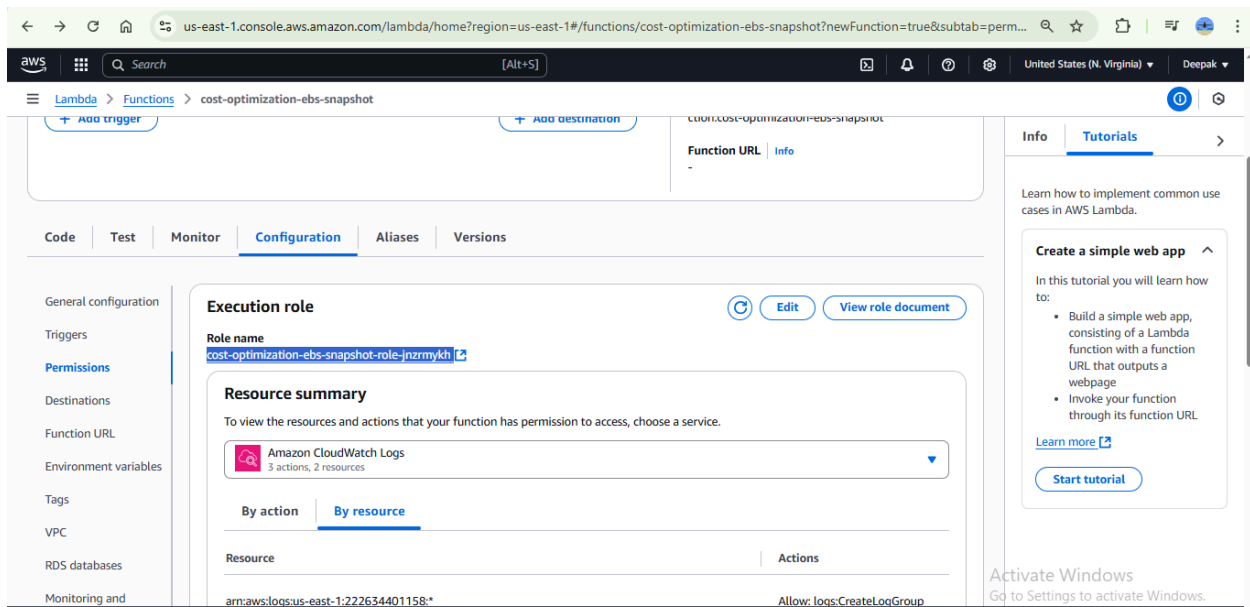 us-east-1.console.aws.amazon.com/lambda/home?region=us-east-1#/functions/cost-optimization-ebs-snapshot?newFunction=true&subtab=perm...
aws
Search
[Alt+S]
United States (N. Virginia)
Deepak
Lambda > Functions > cost-optimization-ebs-snapshot
+ Add trigger
+ Add destination
ction:cost-optimization-ebs-snapshot
Function URL
Info
-
Code
Test
Monitor
Configuration
Aliases
Versions
General configuration
Triggers
Permissions
Destinations
Function URL
Environment variables
Tags
VPC
RDS databases
Monitoring and
Execution role
Edit
View role document
Role name
cost-optimization-ebs-snapshot-role-jnzrmykh
Resource summary
To view the resources and actions that your function has permission to access, choose a service.
Amazon CloudWatch Logs
3 actions, 2 resources
By action
By resource
Resource
Actions
arn:aws:logs:us-east-1:222634401158:*
Allow: logs:CreateLogGroup
Info
Tutorials
Learn how to implement common use
cases in AWS Lambda.
Create a simple web app
In this tutorial you will learn how
to:
• Build a simple web app,
consisting of a Lambda
function with a function
URL that outputs a
webpage
• Invoke your function
through its function URL
Learn more
Start tutorial
Activate Windows
Go to Settings to activate Windows.